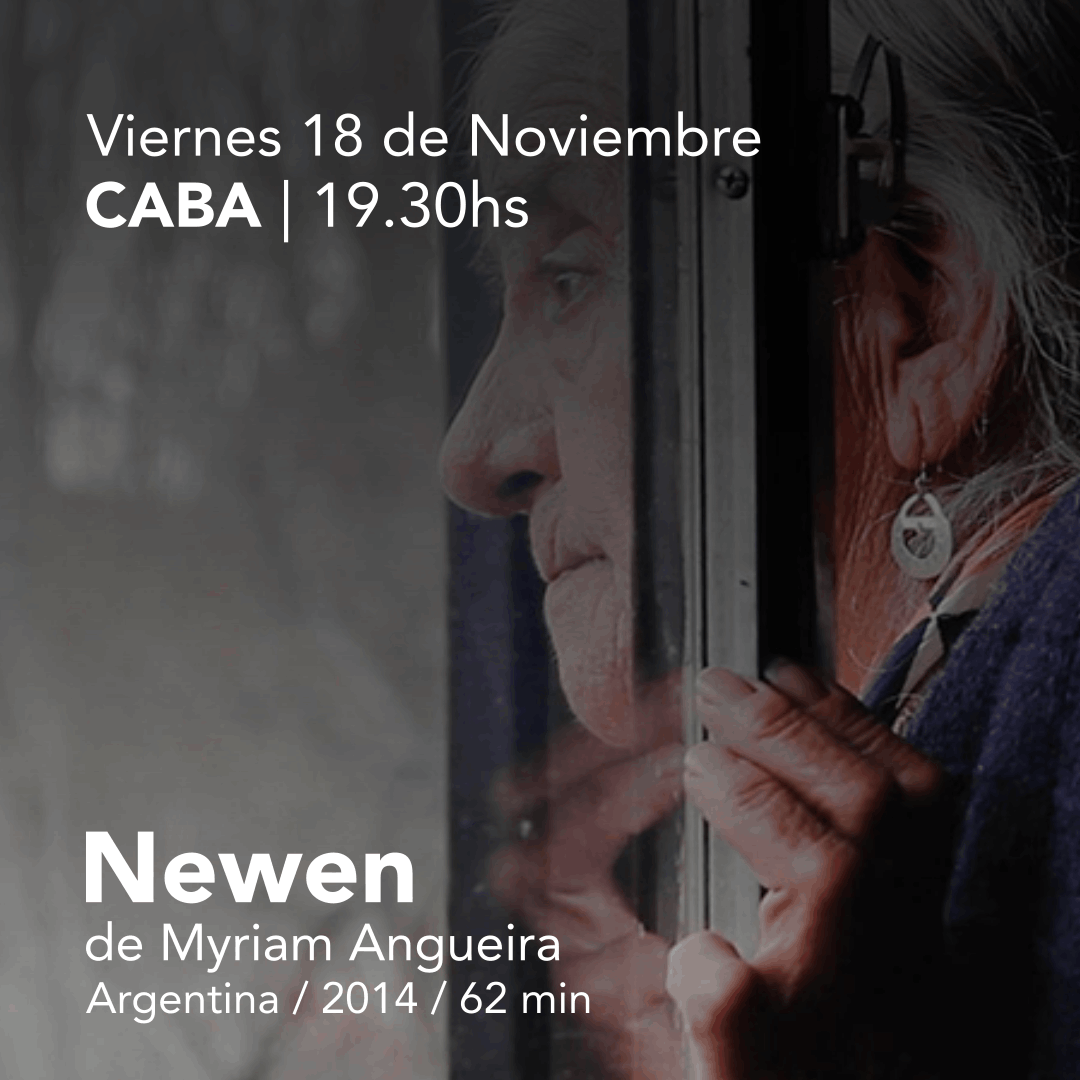 Viernes 18 de Noviembre
CABA | 19.30hs
Newen
de Myriam Angueira
Argentina / 2014 / 62 min